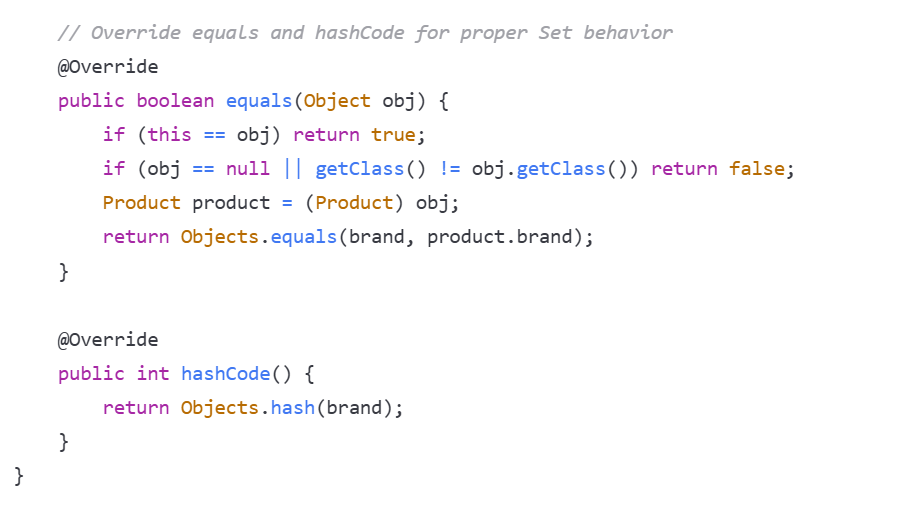 // Override equals and hashCode for proper Set behavior
@Override
public boolean equals(Object obj) {
if (this == obj) return true;
if (obj == null || getClass() != obj.getClass()) return false;
Product product = (Product) obj;
return Objects.equals(brand, product.brand);
}
@Override
public int hashCode() {
return Objects.hash(brand);
}
}